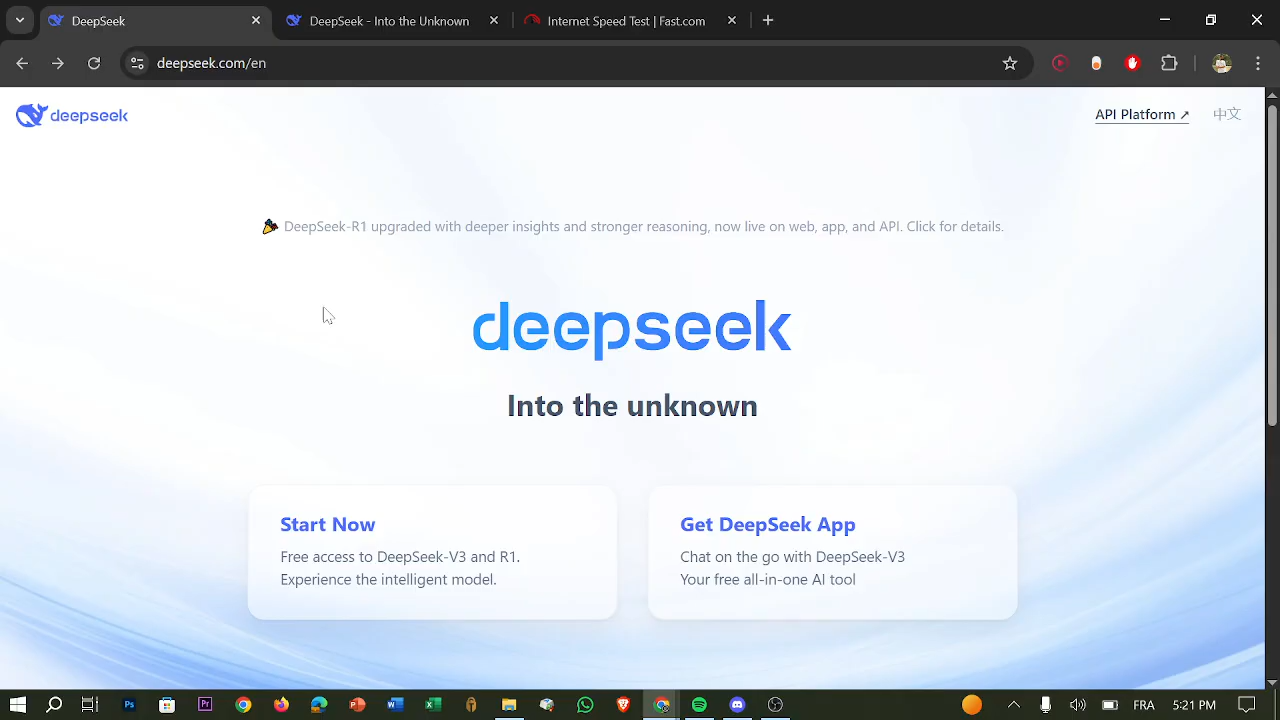 DeepSeek
DeepSeek - Into the Unknown
Internet Speed Test | Fast.com
deepseek.com/en
deepseek
API Platform ↗
中文
DeepSeek-R1 upgraded with deeper insights and stronger reasoning, now live on web, app, and API. Click for details.
deepseek
Into the unknown
Start Now
Free access to DeepSeek-V3 and R1.
Experience the intelligent model.
Get DeepSeek App
Chat on the go with DeepSeek-V3
Your free all-in-one AI tool
Ps
Pr
FR
5:21 PM